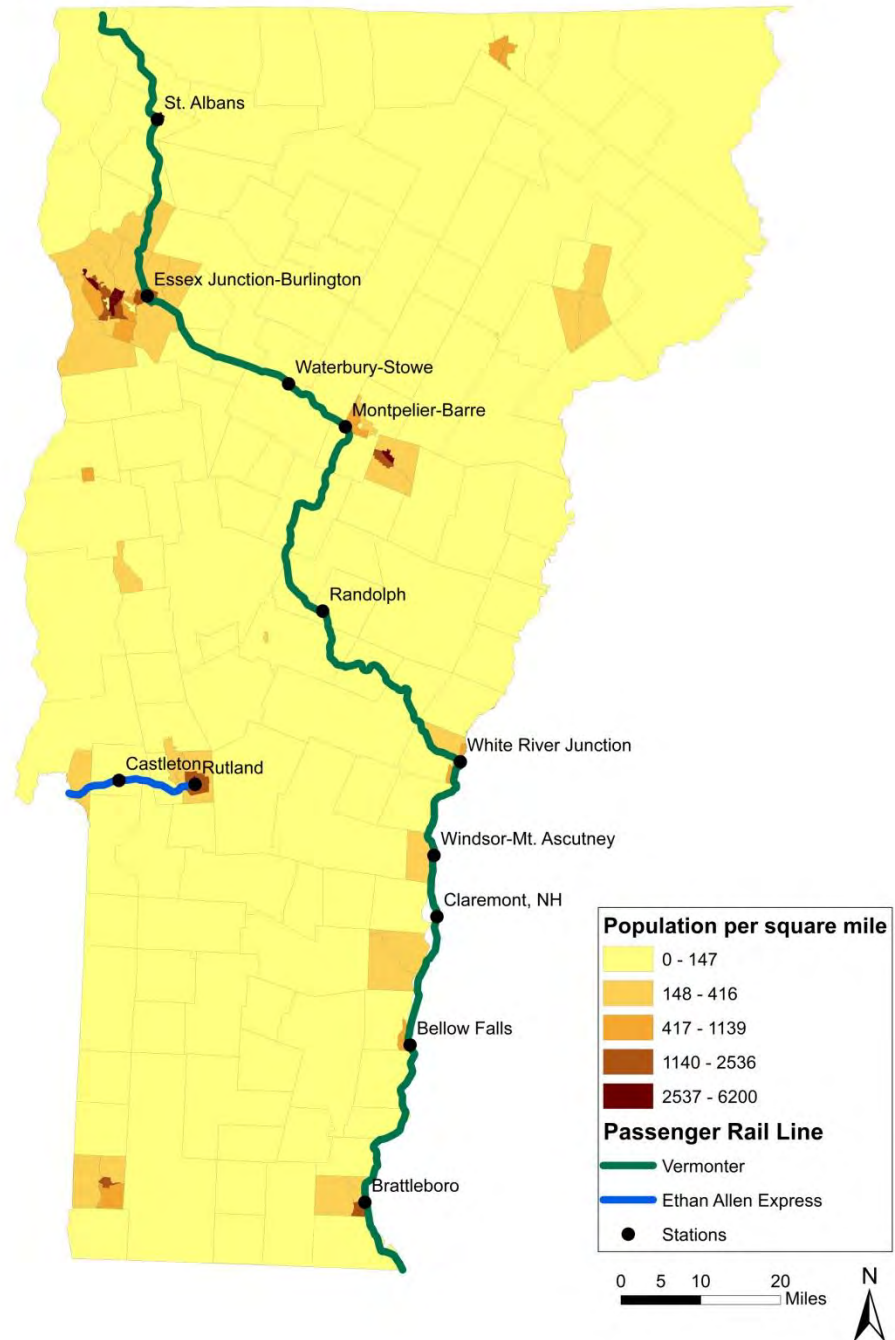 St. Albans
Essex Junction-Burlington
Waterbury-Stowe
Montpelier-Barre
Randolph
White River Junction
Castleton
Rutland
Windsor-Mt. Ascutney
Claremont, NH
Bellow Falls
Brattleboro
Population per square mile
0 - 147
148 - 416
417 - 1139
1140 - 2536
2537 - 6200
Passenger Rail Line
Vermonter
Ethan Allen Express
Stations
0 5 10 20
Miles
N